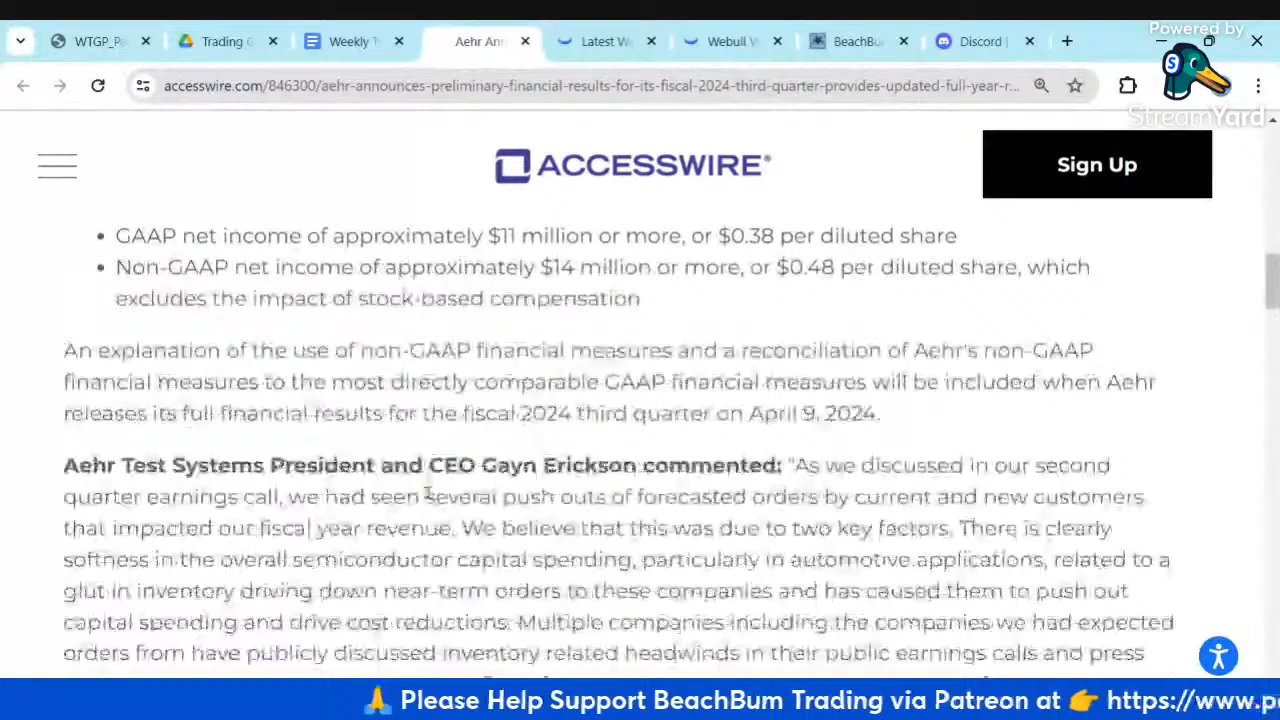 Powered by
WTGP_P
Trading G
Weekly T
Aehr Ann
Latest W
Webull V
BeachBu
Discord |
accesswire.com/846300/aehr-announces-preliminary-financial-results-for-its-fiscal-2024-third-quarter-provides-updated-full-year-r...
S
StreamYard
ACCESSWIRE®
Sign Up
• GAAP net income of approximately $11 million or more, or $0.38 per diluted share
• Non-GAAP net income of approximately $14 million or more, or $0.48 per diluted share, which
excludes the impact of stock-based compensation
An explanation of the use of non-GAAP financial measures and a reconciliation of Aehr's non-GAAP
financial measures to the most directly comparable GAAP financial measures will be included when Aehr
releases its full financial results for the fiscal 2024 third quarter on April 9, 2024.
Aehr Test Systems President and CEO Gayn Erickson commented: "As we discussed in our second
quarter earnings call, we had seen several push outs of forecasted orders by current and new customers
that impacted our fiscal year revenue. We believe that this was due to two key factors. There is clearly
softness in the overall semiconductor capital spending, particularly in automotive applications, related to a
glut in inventory driving down near-term orders to these companies and has caused them to push out
capital spending and drive cost reductions. Multiple companies including the companies we had expected
orders from have publicly discussed inventory related headwinds in their public earnings calls and press
🙏 Please Help Support BeachBum Trading via Patreon at 👉 https://www.p